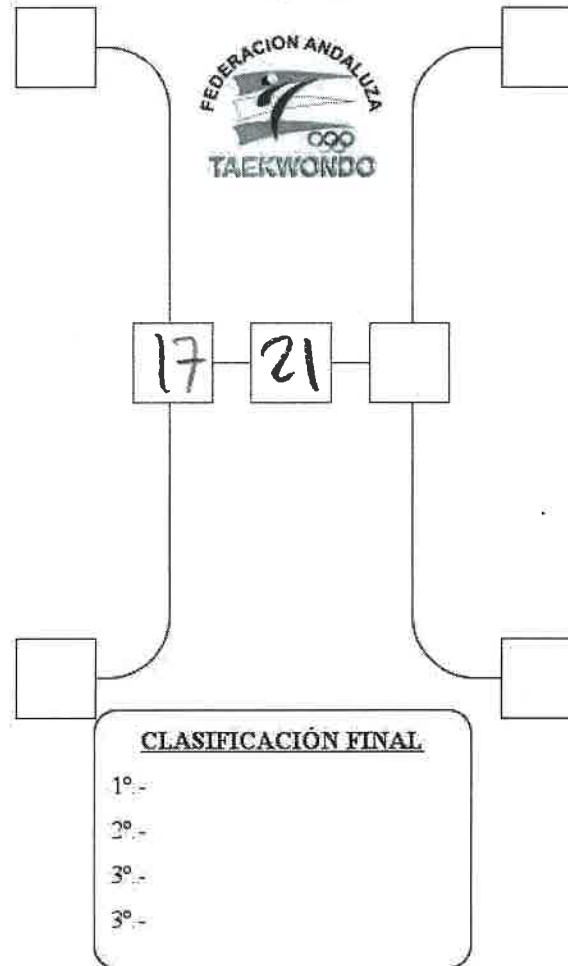 FEDERACION ANDALUZA
TAEKWONDO
17 21
CLASIFICACIÓN FINAL
1º.-
2º.-
3º.-
3º.-